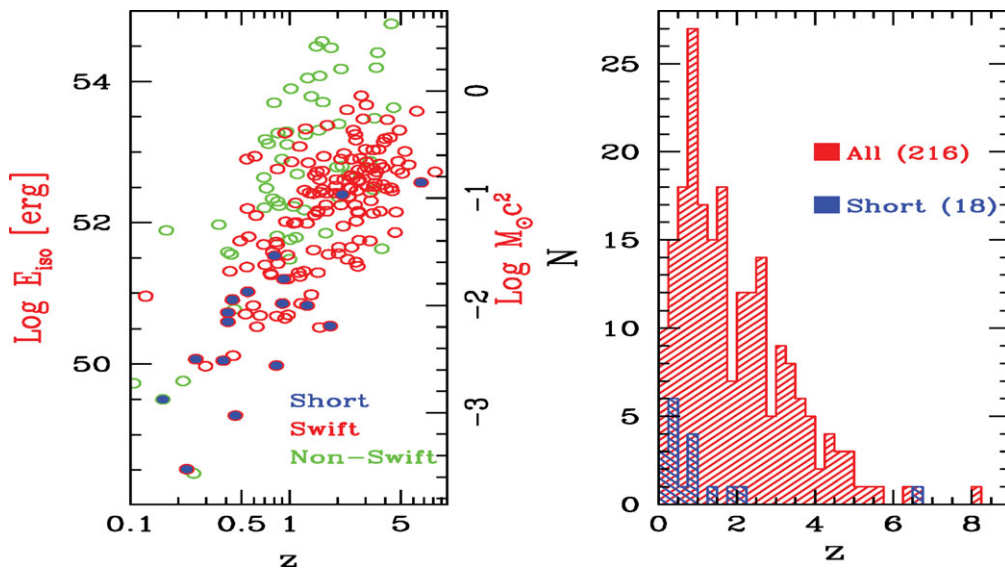 54
52
50
Log E_iso [erg]
0.1 0.5 1 5
z
0
-1
-2
-3
Log M_⊙c²
Short
Swift
Non-Swift
25
20
15
10
5
0
N
0 2 4 6 8
z
All (216)
Short (18)